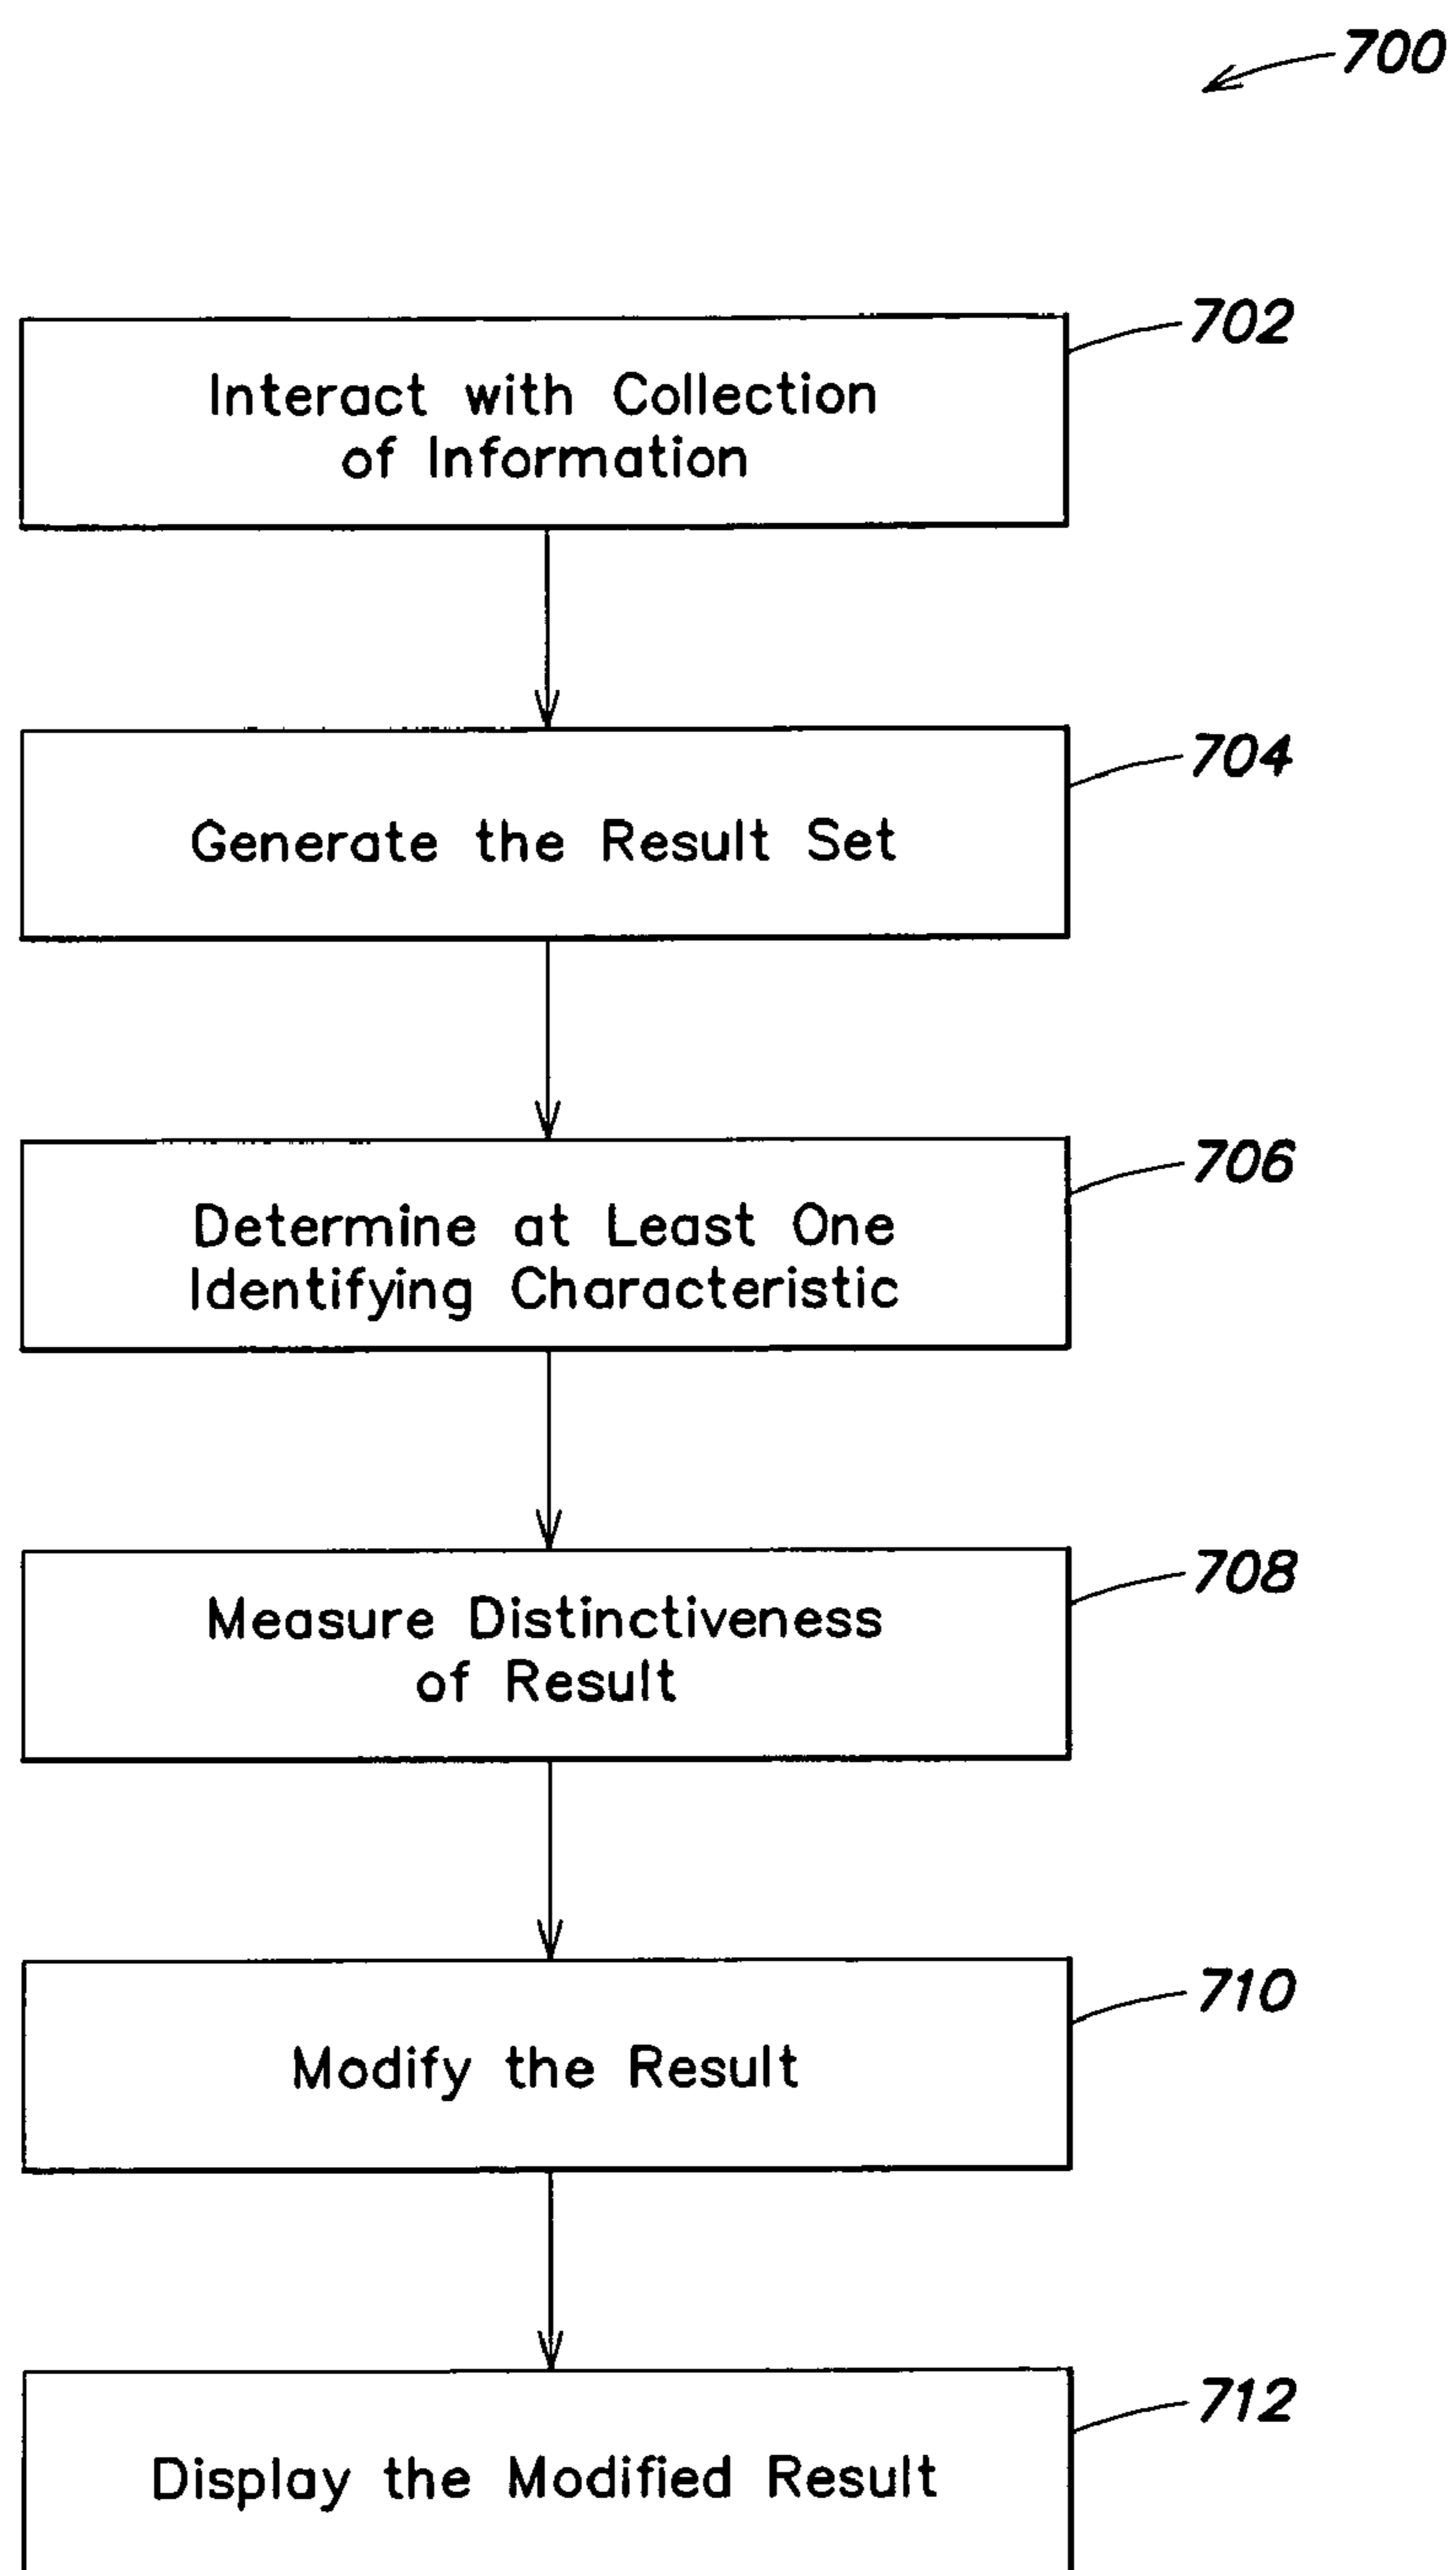 700
702
Interact with Collection
of Information
704
Generate the Result Set
706
Determine at Least One
Identifying Characteristic
708
Measure Distinctiveness
of Result
710
Modify the Result
712
Display the Modified Result